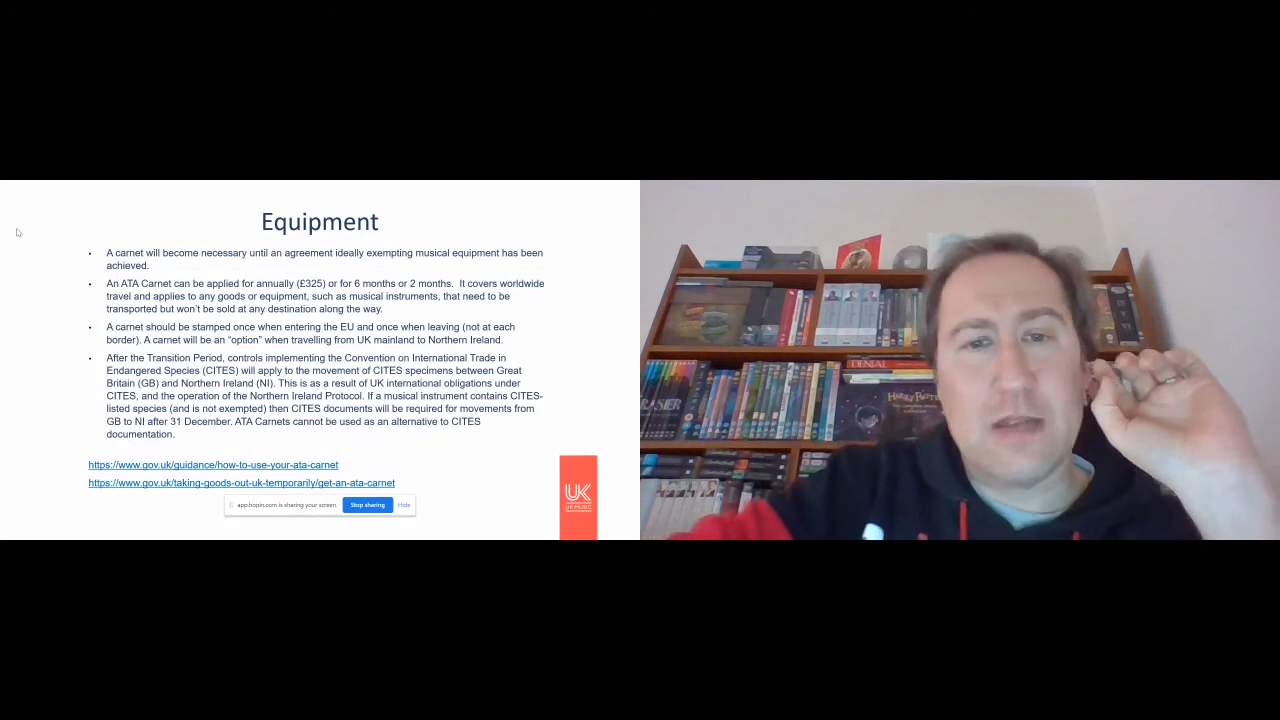 Equipment
• A carnet will become necessary until an agreement ideally exempting musical equipment has been
achieved.
• An ATA Carnet can be applied for annually (£325) or for 6 months or 2 months. It covers worldwide
travel and applies to any goods or equipment, such as musical instruments, that need to be
transported but won't be sold at any destination along the way.
• A carnet should be stamped once when entering the EU and once when leaving (not at each
border). A carnet will be an “option” when travelling from UK mainland to Northern Ireland.
• After the Transition Period, controls implementing the Convention on International Trade in
Endangered Species (CITES) will apply to the movement of CITES specimens between Great
Britain (GB) and Northern Ireland (NI). This is as a result of UK international obligations under
CITES, and the operation of the Northern Ireland Protocol. If a musical instrument contains CITES-
listed species (and is not exempted) then CITES documents will be required for movements from
GB to NI after 31 December. ATA Carnets cannot be used as an alternative to CITES
documentation.
https://www.gov.uk/guidance/how-to-use-your-ata-carnet
https://www.gov.uk/taking-goods-out-uk-temporarily/get-an-ata-carnet
app.hopin.com is sharing your screen. Stop sharing Hide
UK
UK MUSIC
DENIAL
FRASIER
HARRY POTTER